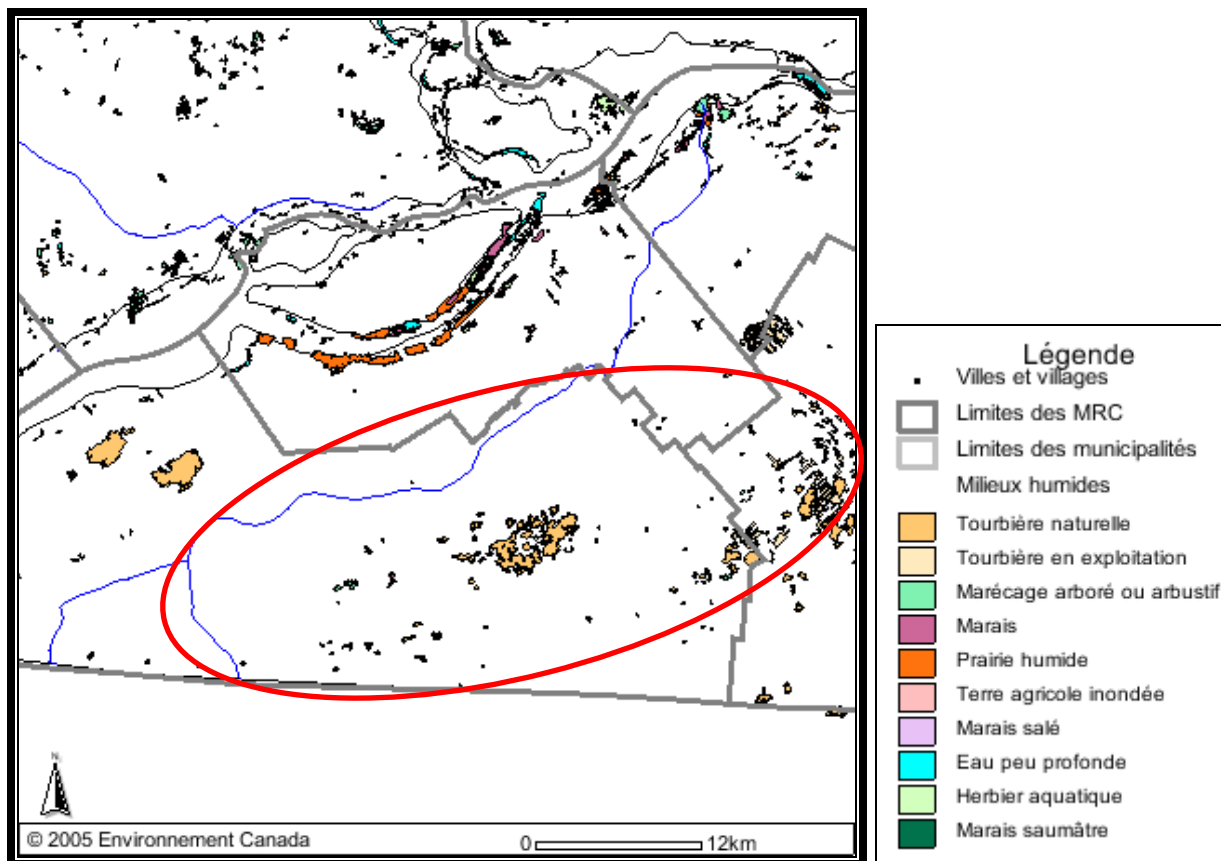 N
© 2005 Environnement Canada
0 12km
Légende
Villes et villages
Limites des MRC
Limites des municipalités
Milieux humides
Tourbière naturelle
Tourbière en exploitation
Marécage arboré ou arbustif
Marais
Prairie humide
Terre agricole inondée
Marais salé
Eau peu profonde
Herbier aquatique
Marais saumâtre